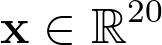 𝐱 ∈ ℝ²⁰